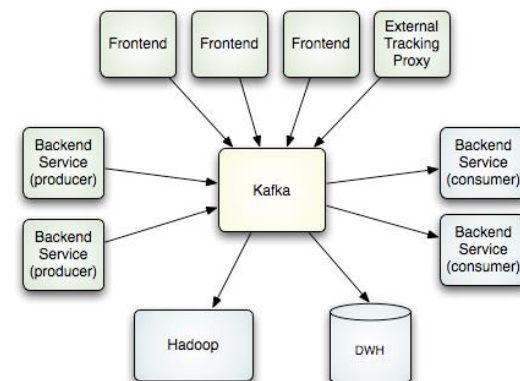 Frontend
Frontend
Frontend
External
Tracking
Proxy
Backend
Service
(producer)
Kafka
Backend
Service
(consumer)
Backend
Service
(producer)
Backend
Service
(consumer)
Hadoop
DWH